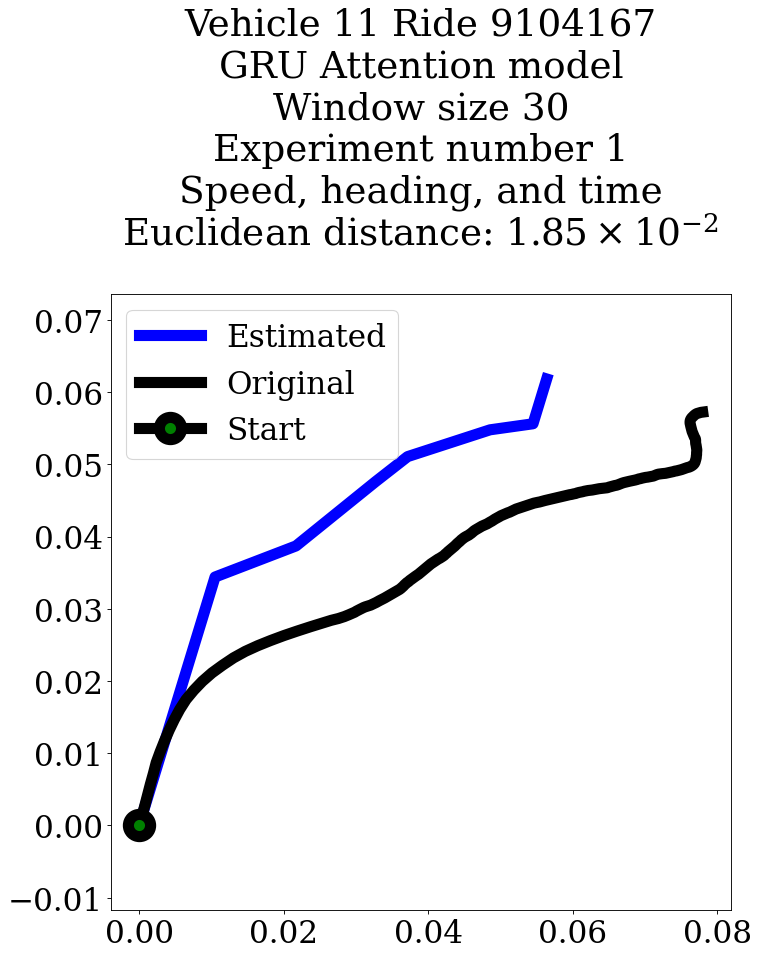 Vehicle 11 Ride 9104167
GRU Attention model
Window size 30
Experiment number 1
Speed, heading, and time
Euclidean distance: 1.85 × 10⁻²
Estimated
Original
Start
0.07
0.06
0.05
0.04
0.03
0.02
0.01
0.00
−0.01
0.00 0.02 0.04 0.06 0.08